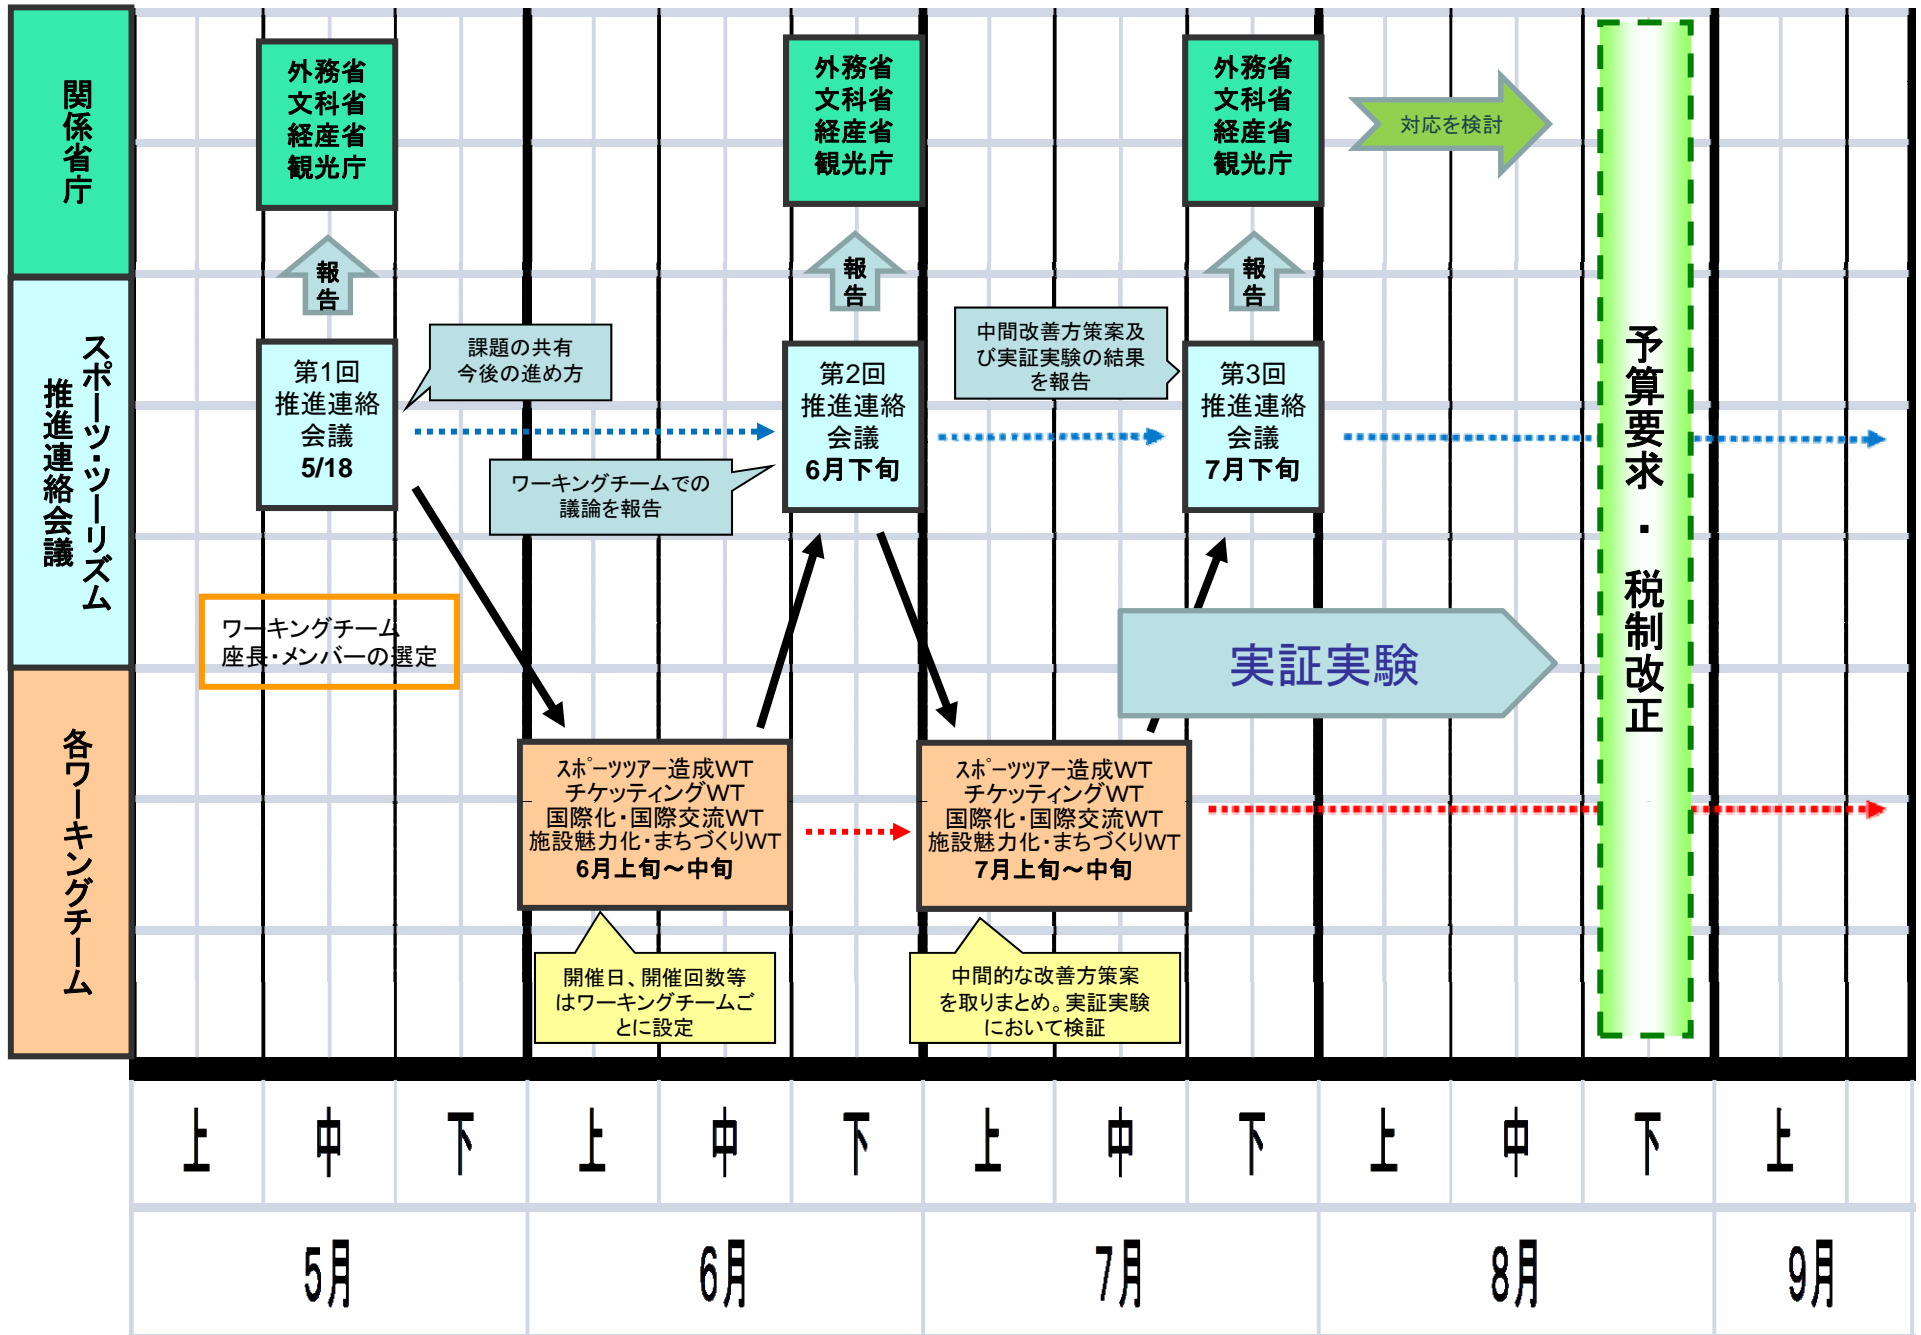 関係省庁
外務省
文科省
経産省
観光庁
外務省
文科省
経産省
観光庁
外務省
文科省
経産省
観光庁
対応を検討
報
告
報
告
報
告
スポーツ・ツーリズム
推進連絡会議
第1回
推進連絡
会議
5/18
課題の共有
今後の進め方
第2回
推進連絡
会議
6月下旬
ワーキングチームでの
議論を報告
中間改善方策案及
び実証実験の結果
を報告
第3回
推進連絡
会議
7月下旬
予算要求・税制改正
ワーキングチーム
座長・メンバーの選定
実証実験
各ワーキングチーム
スポーツツアー造成WT
チケッティングWT
国際化・国際交流WT
施設魅力化・まちづくりWT
6月上旬～中旬
スポーツツアー造成WT
チケッティングWT
国際化・国際交流WT
施設魅力化・まちづくりWT
7月上旬～中旬
開催日、開催回数等
はワーキングチームご
とに設定
中間的な改善方策案
を取りまとめ。実証実験
において検証
上 中 下 上 中 下 上 中 下 上 中 下 上
5月 6月 7月 8月 9月